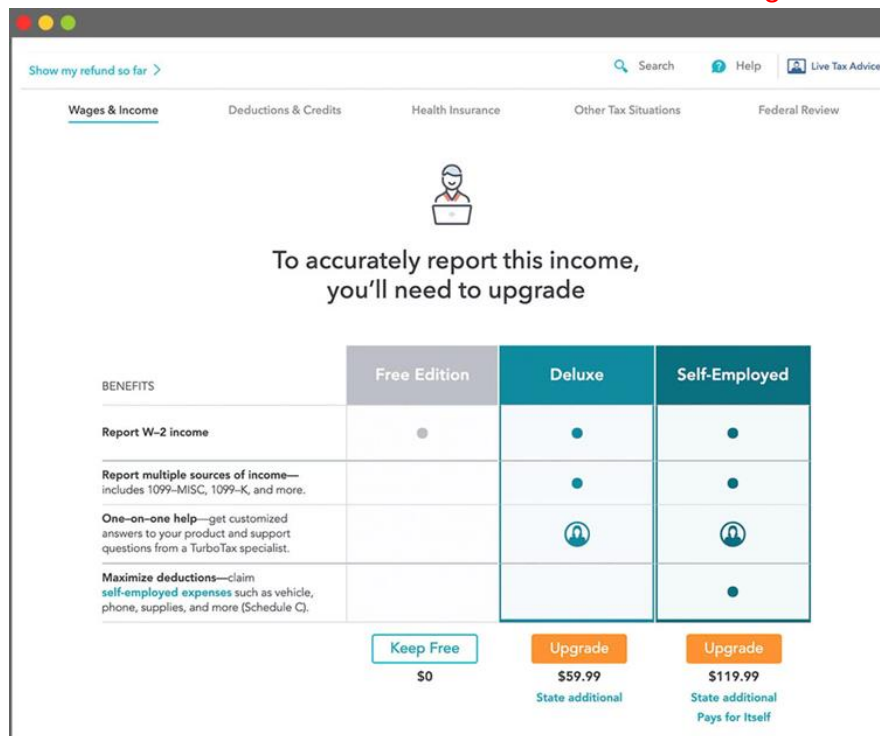 Show my refund so far >
Search
Help
Live Tax Advice
Wages & Income
Deductions & Credits
Health Insurance
Other Tax Situations
Federal Review
To accurately report this income,
you'll need to upgrade
BENEFITS
Free Edition
Deluxe
Self-Employed
Report W-2 income
Report multiple sources of income—
includes 1099-MISC, 1099-K, and more.
One-on-one help—get customized
answers to your product and support
questions from a TurboTax specialist.
Maximize deductions—claim
self-employed expenses such as vehicle,
phone, supplies, and more (Schedule C).
Keep Free
Upgrade
Upgrade
$0
$59.99
$119.99
State additional
State additional
Pays for Itself